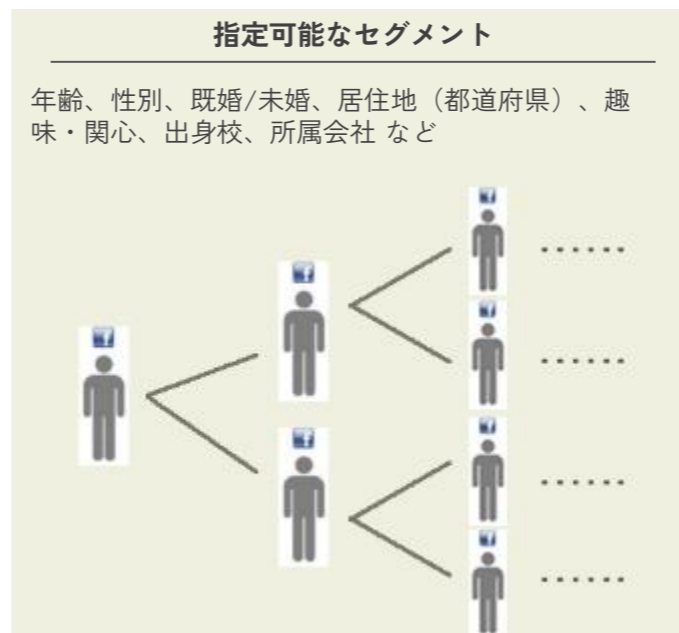 指定可能なセグメント
年齢、性別、既婚/未婚、居住地（都道府県）、趣
味・関心、出身校、所属会社 など